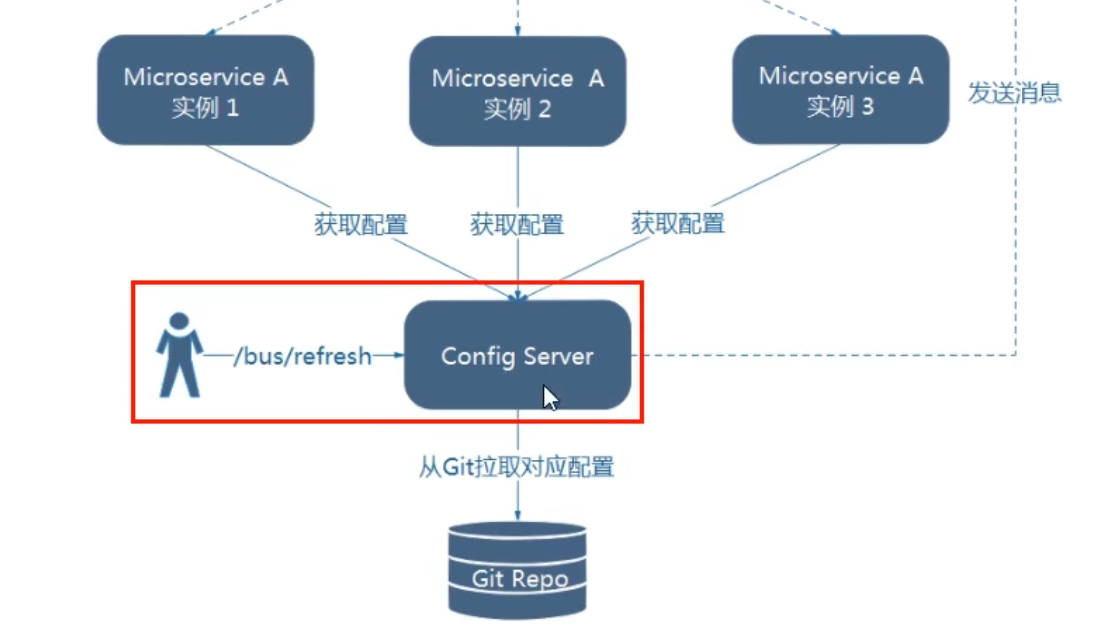 Microservice A
实例 1
Microservice A
实例 2
Microservice A
实例 3
发送消息
获取配置
获取配置
获取配置
/bus/refresh
Config Server
从Git拉取对应配置
Git Repo